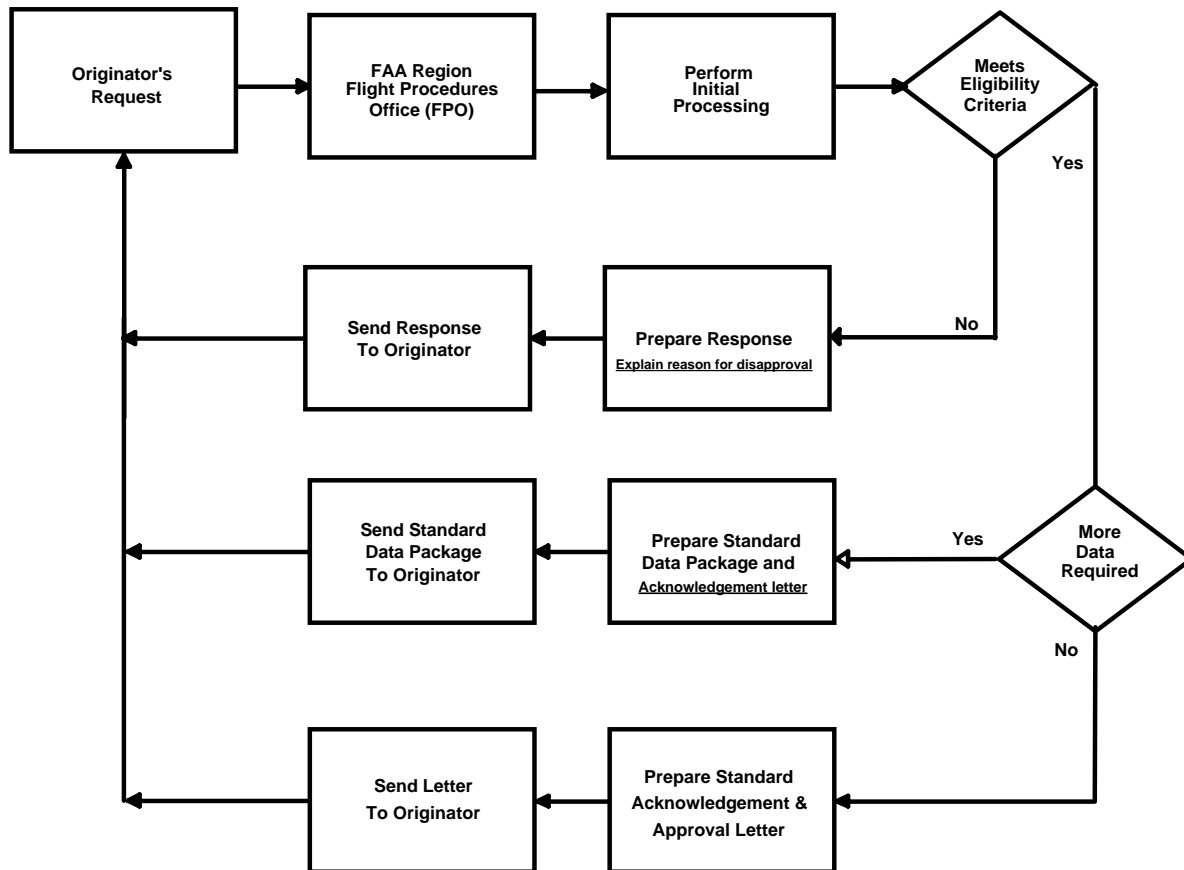 Originator's
Request
FAA Region
Flight Procedures
Office (FPO)
Perform
Initial
Processing
Meets
Eligibility
Criteria
Yes
No
Send Response
To Originator
Prepare Response
Explain reason for disapproval
Send Standard
Data Package
To Originator
Prepare Standard
Data Package and
Acknowledgement letter
Yes
More
Data
Required
No
Send Letter
To Originator
Prepare Standard
Acknowledgement &
Approval Letter